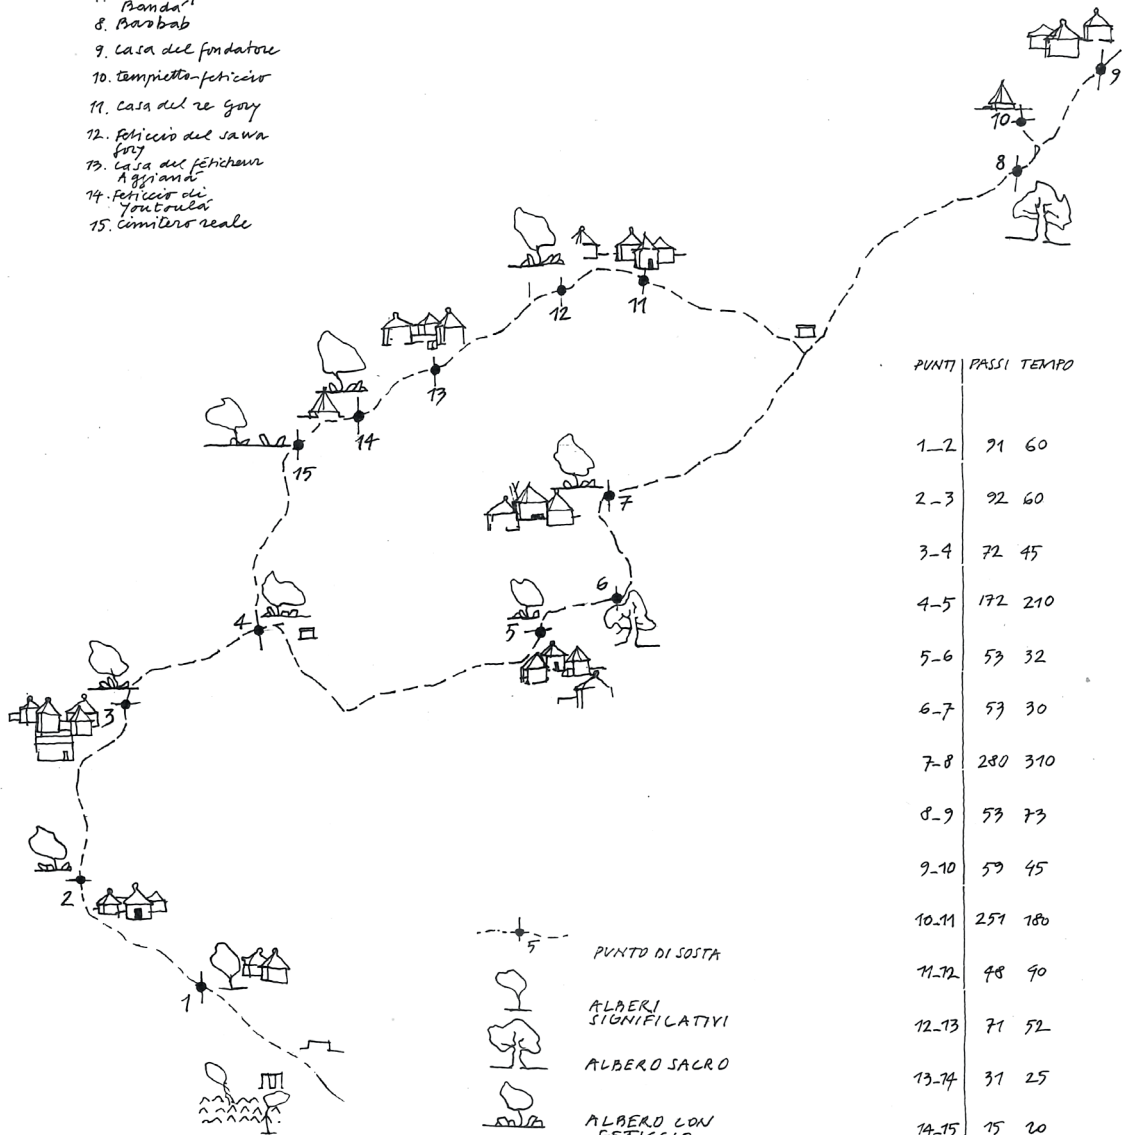 Banda
8. Baobab
9. casa del fondatore
10. tempietto-feticcio
11. casa del re Gory
12. Feticcio del sawa
Gory
13. casa del féticheur
Aggianà
14. Feticcio di
Youtoulà
15. cimitero reale
9
10
8
12
11
13
14
15
7
6
5
4
3
2
1
PUNTI PASSI TEMPO
1_2 91 60
2_3 92 60
3_4 72 45
4_5 172 210
5_6 53 32
6_7 53 30
7_8 280 310
8_9 53 73
9_10 59 45
10_11 251 180
11_12 48 90
12_13 71 52
13_14 31 25
14_15 15 20
5
PUNTO DI SOSTA
ALBERI
SIGNIFICATIVI
ALBERO SACRO
ALBERO CON